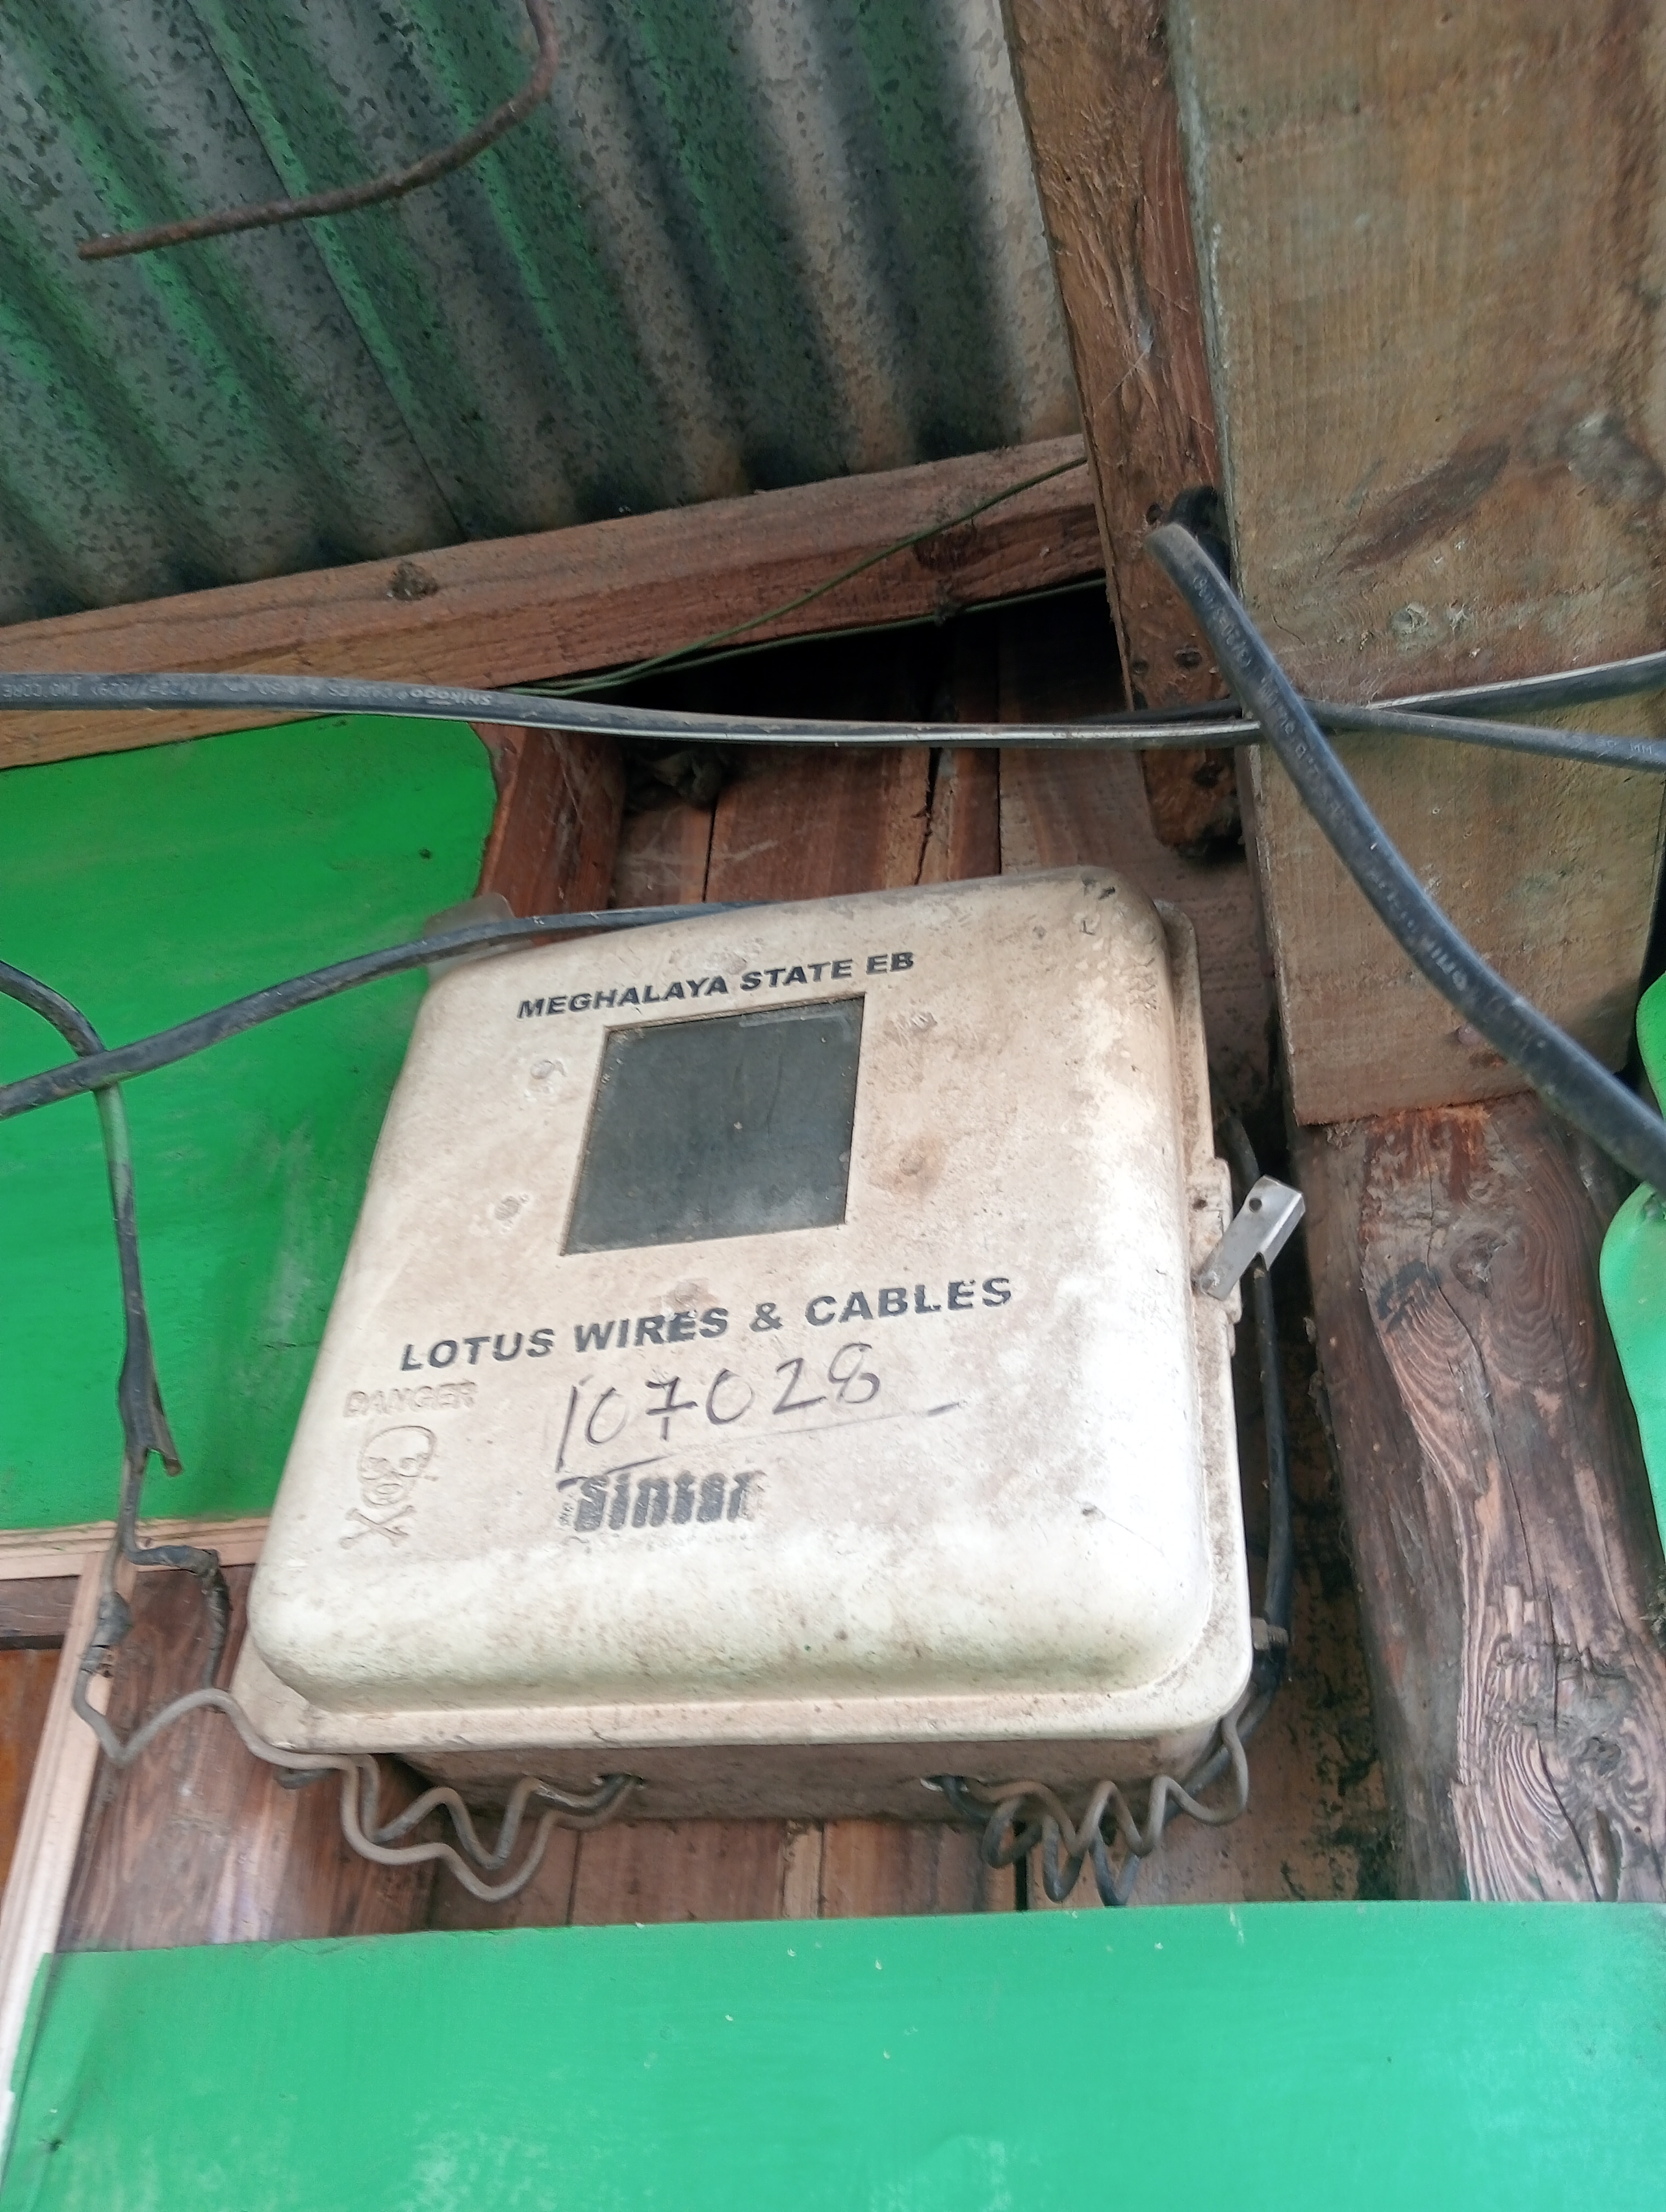 MEGHALAYA STATE EB
LOTUS WIRES & CABLES
DANGER
107028
Sintex